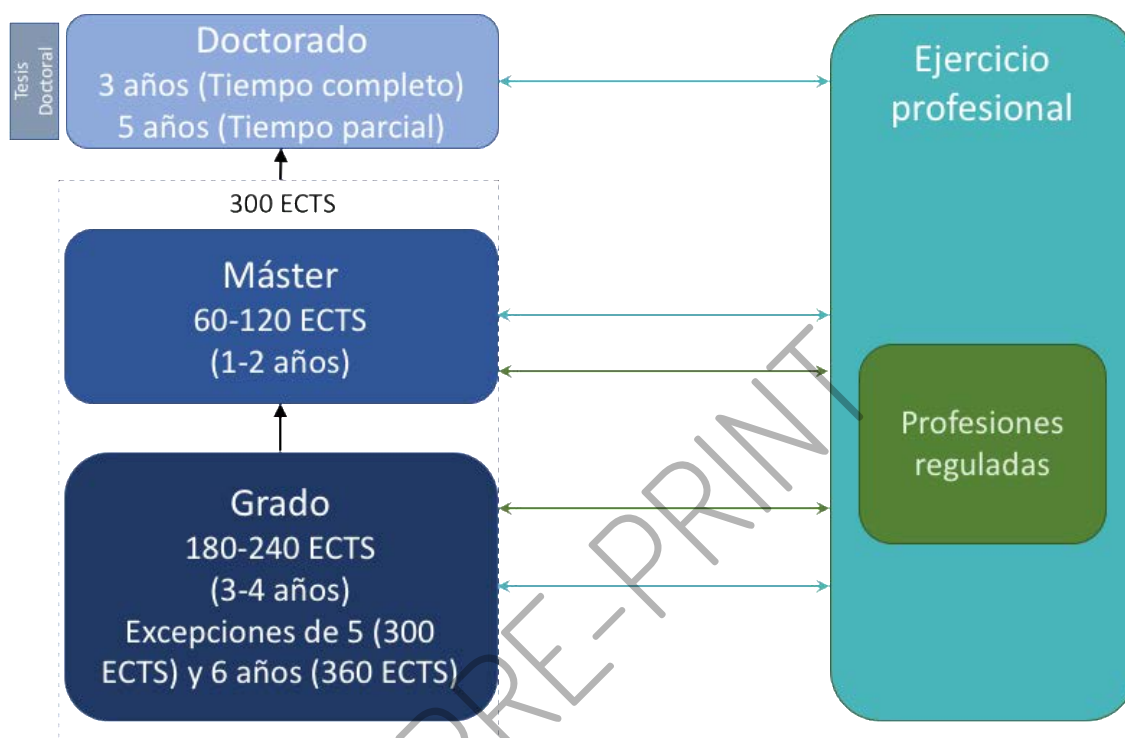 Tesis
Doctoral
Doctorado
3 años (Tiempo completo)
5 años (Tiempo parcial)
300 ECTS
Máster
60-120 ECTS
(1-2 años)
Grado
180-240 ECTS
(3-4 años)
Excepciones de 5 (300
ECTS) y 6 años (360 ECTS)
Ejercicio
profesional
Profesiones
reguladas
PRE-PRINT